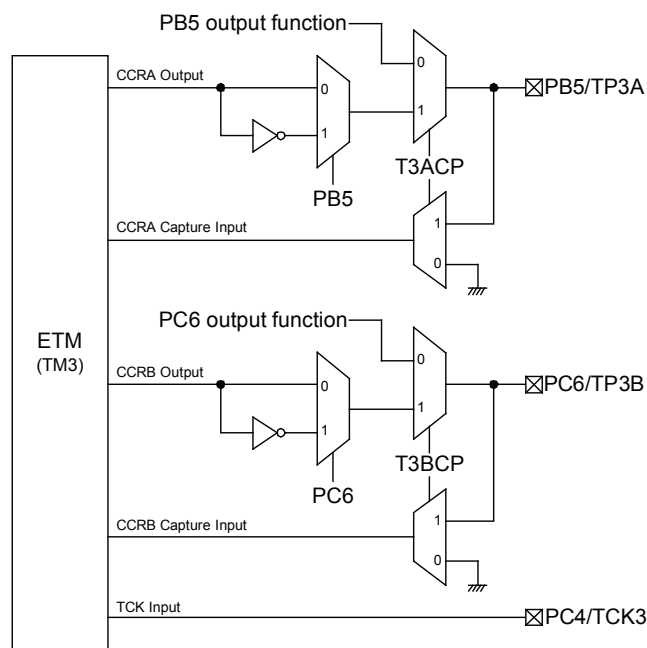 PB5 output function
CCRA Output
0
1
PB5
0
1
PB5/TP3A
T3ACP
CCRA Capture Input
1
0
ETM
(TM3)
PC6 output function
CCRB Output
0
1
PC6
0
1
PC6/TP3B
T3BCP
CCRB Capture Input
1
0
TCK Input
PC4/TCK3